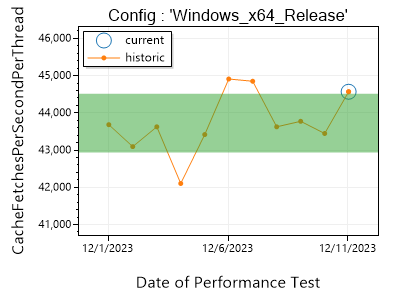 Config : 'Windows_x64_Release'
current
historic
CacheFetchesPerSecondPerThread
46,000
45,000
44,000
43,000
42,000
41,000
12/1/2023
12/6/2023
12/11/2023
Date of Performance Test